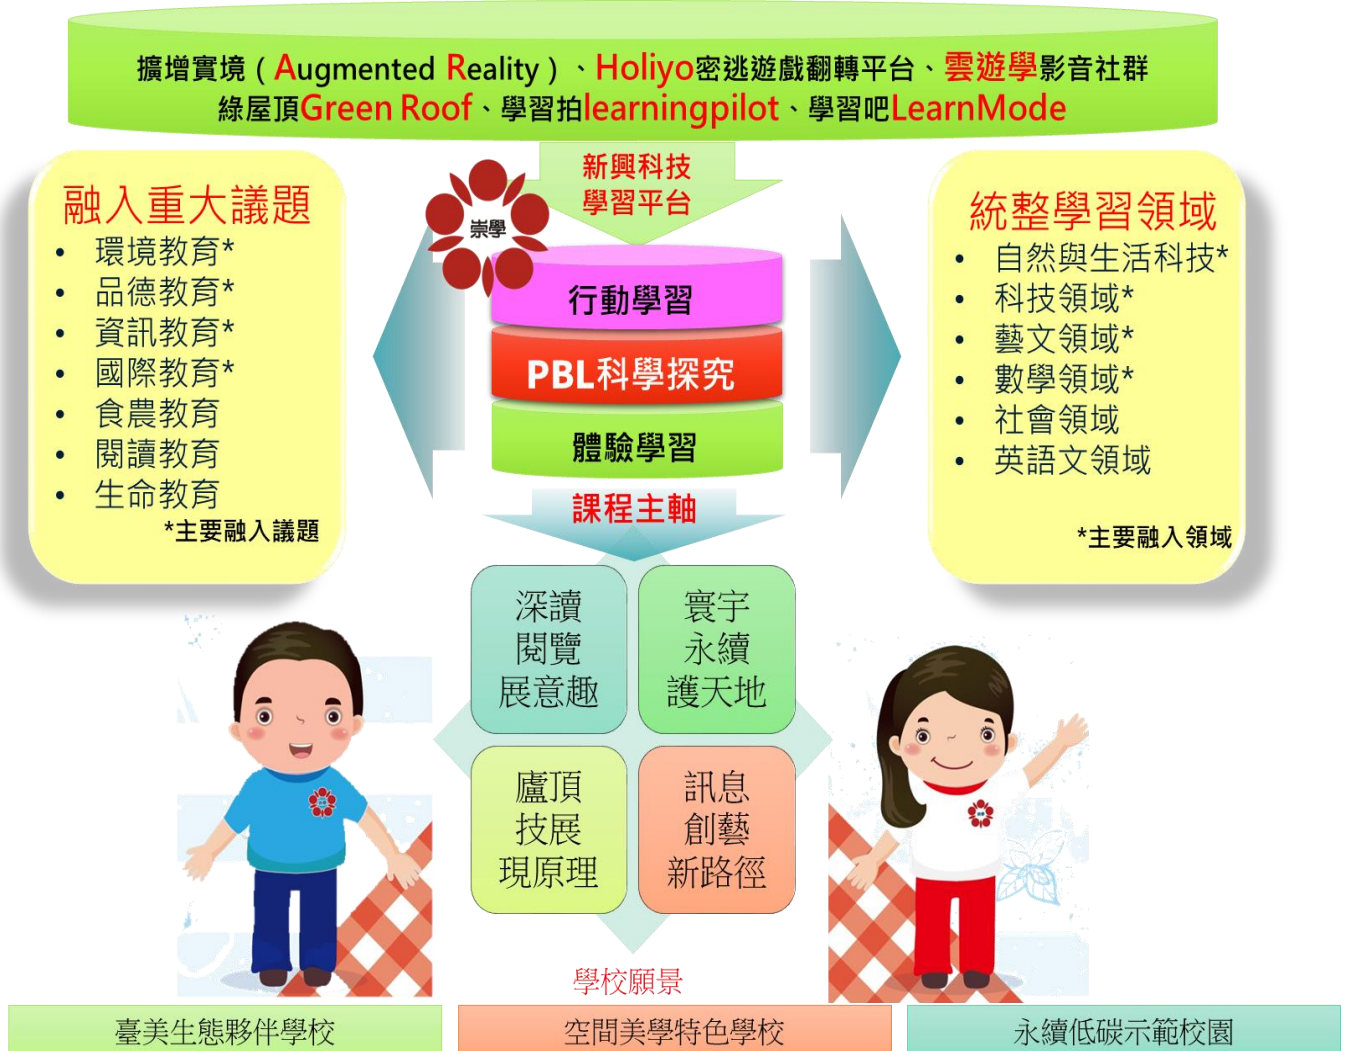 擴增實境（Augmented Reality）、Holiyo密逃遊戲翻轉平台、雲遊學影音社群
綠屋頂Green Roof、學習拍learningpilot、學習吧LearnMode
新興科技
學習平台
崇學
融入重大議題
• 環境教育*
• 品德教育*
• 資訊教育*
• 國際教育*
• 食農教育
• 閱讀教育
• 生命教育
*主要融入議題
行動學習
PBL科學探究
體驗學習
課程主軸
統整學習領域
• 自然與生活科技*
• 科技領域*
• 藝文領域*
• 數學領域*
• 社會領域
• 英語文領域
*主要融入領域
深讀
閱覽
展意趣
寰宇
永續
護天地
廬頂
技展
現原理
訊息
創藝
新路徑
學校願景
臺美生態夥伴學校
空間美學特色學校
永續低碳示範校園